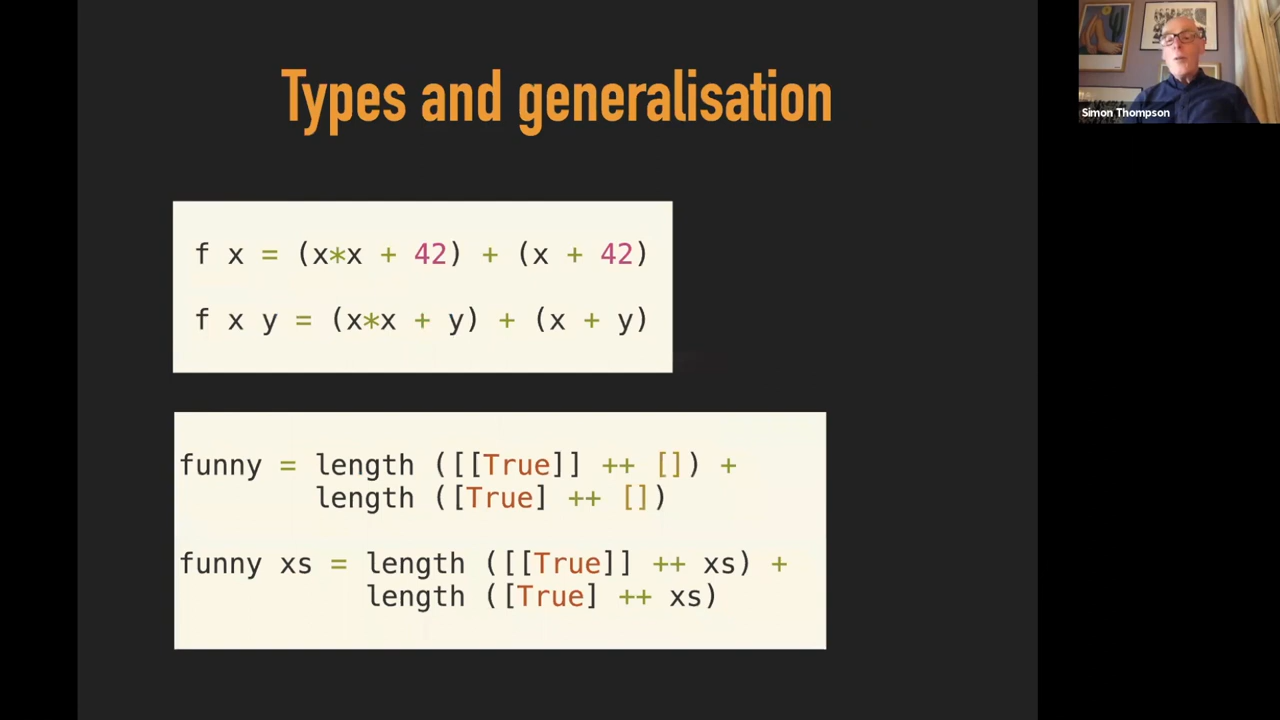 Types and generalisation
f x = (x*x + 42) + (x + 42)
f x y = (x*x + y) + (x + y)
funny = length ([[True]] ++ []) +
length ([True] ++ [])
funny xs = length ([[True]] ++ xs) +
length ([True] ++ xs)
Simon Thompson